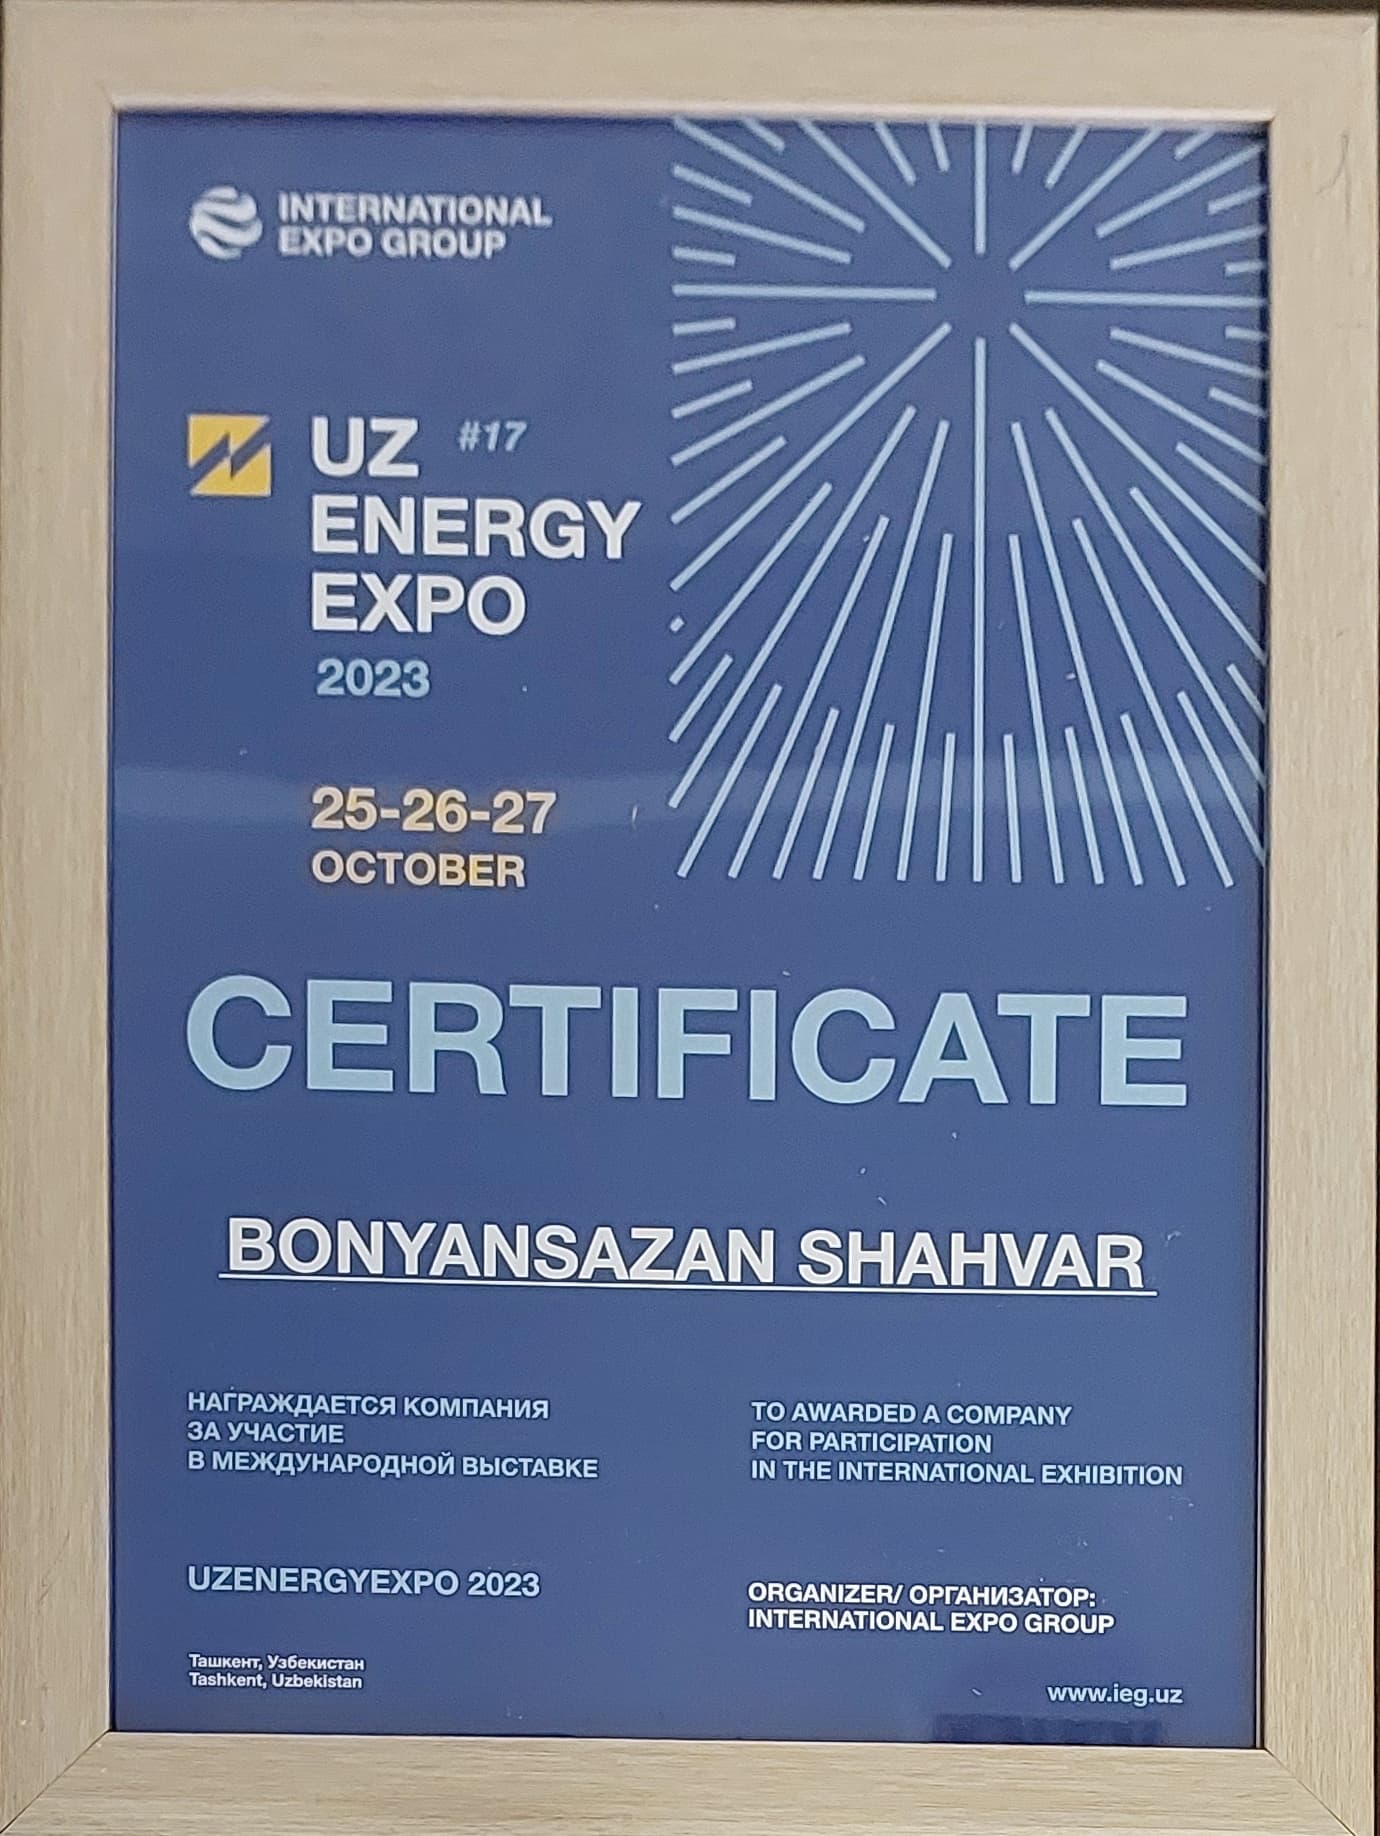 INTERNATIONAL
EXPO GROUP
UZ #17
ENERGY
EXPO
2023
25-26-27
OCTOBER
CERTIFICATE
BONYANSAZAN SHAHVAR
НАГРАЖДАЕТСЯ КОМПАНИЯ
ЗА УЧАСТИЕ
В МЕЖДУНАРОДНОЙ ВЫСТАВКЕ
TO AWARDED A COMPANY
FOR PARTICIPATION
IN THE INTERNATIONAL EXHIBITION
UZENERGYEXPO 2023
ORGANIZER/ ОРГАНИЗАТОР:
INTERNATIONAL EXPO GROUP
Ташкент, Узбекистан
Tashkent, Uzbekistan
www.ieg.uz